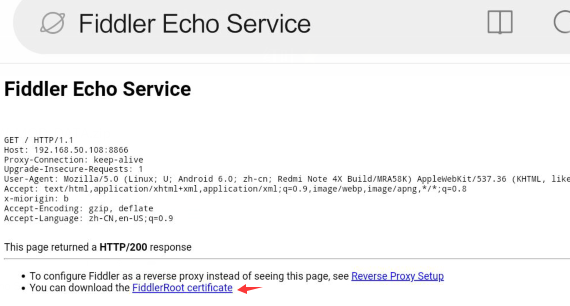 Fiddler Echo Service
Fiddler Echo Service
GET / HTTP/1.1
Host: 192.168.50.108:8866
Proxy-Connection: keep-alive
Upgrade-Insecure-Requests: 1
User-Agent: Mozilla/5.0 (Linux; U; Android 6.0; zh-cn; Redmi Note 4X Build/MRA58K) AppleWebKit/537.36 (KHTML, like
Accept: text/html,application/xhtml+xml,application/xml;q=0.9,image/webp,image/apng,*/*;q=0.8
x-miorigin: b
Accept-Encoding: gzip, deflate
Accept-Language: zh-CN,en-US;q=0.9
This page returned a HTTP/200 response
• To configure Fiddler as a reverse proxy instead of seeing this page, see Reverse Proxy Setup
• You can download the FiddlerRoot certificate